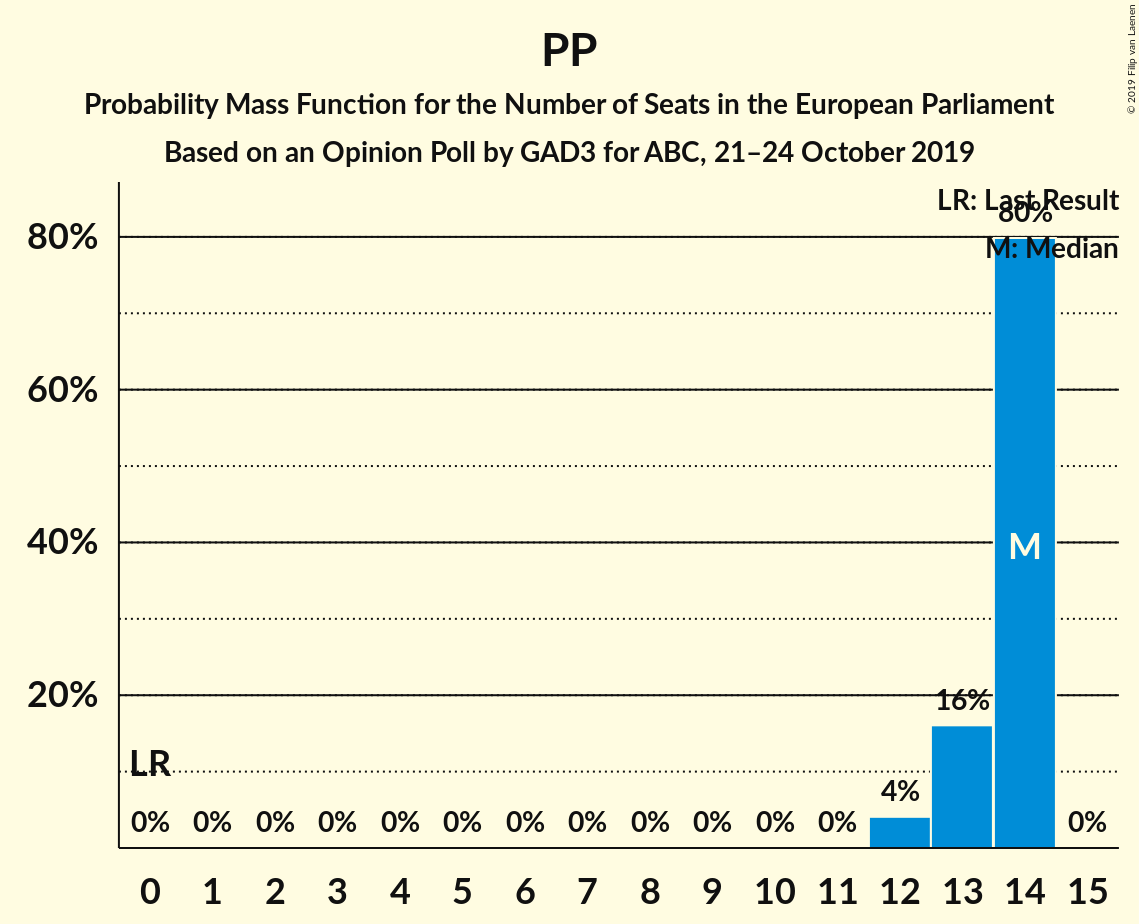 PP
Probability Mass Function for the Number of Seats in the European Parliament
Based on an Opinion Poll by GAD3 for ABC, 21–24 October 2019
© 2019 Filip van Laenen
LR: Last Result
80%
M: Median
80%
60%
40%
M
20%
16%
LR
4%
0% 0% 0% 0% 0% 0% 0% 0% 0% 0% 0% 0% 0%
0 1 2 3 4 5 6 7 8 9 10 11 12 13 14 15